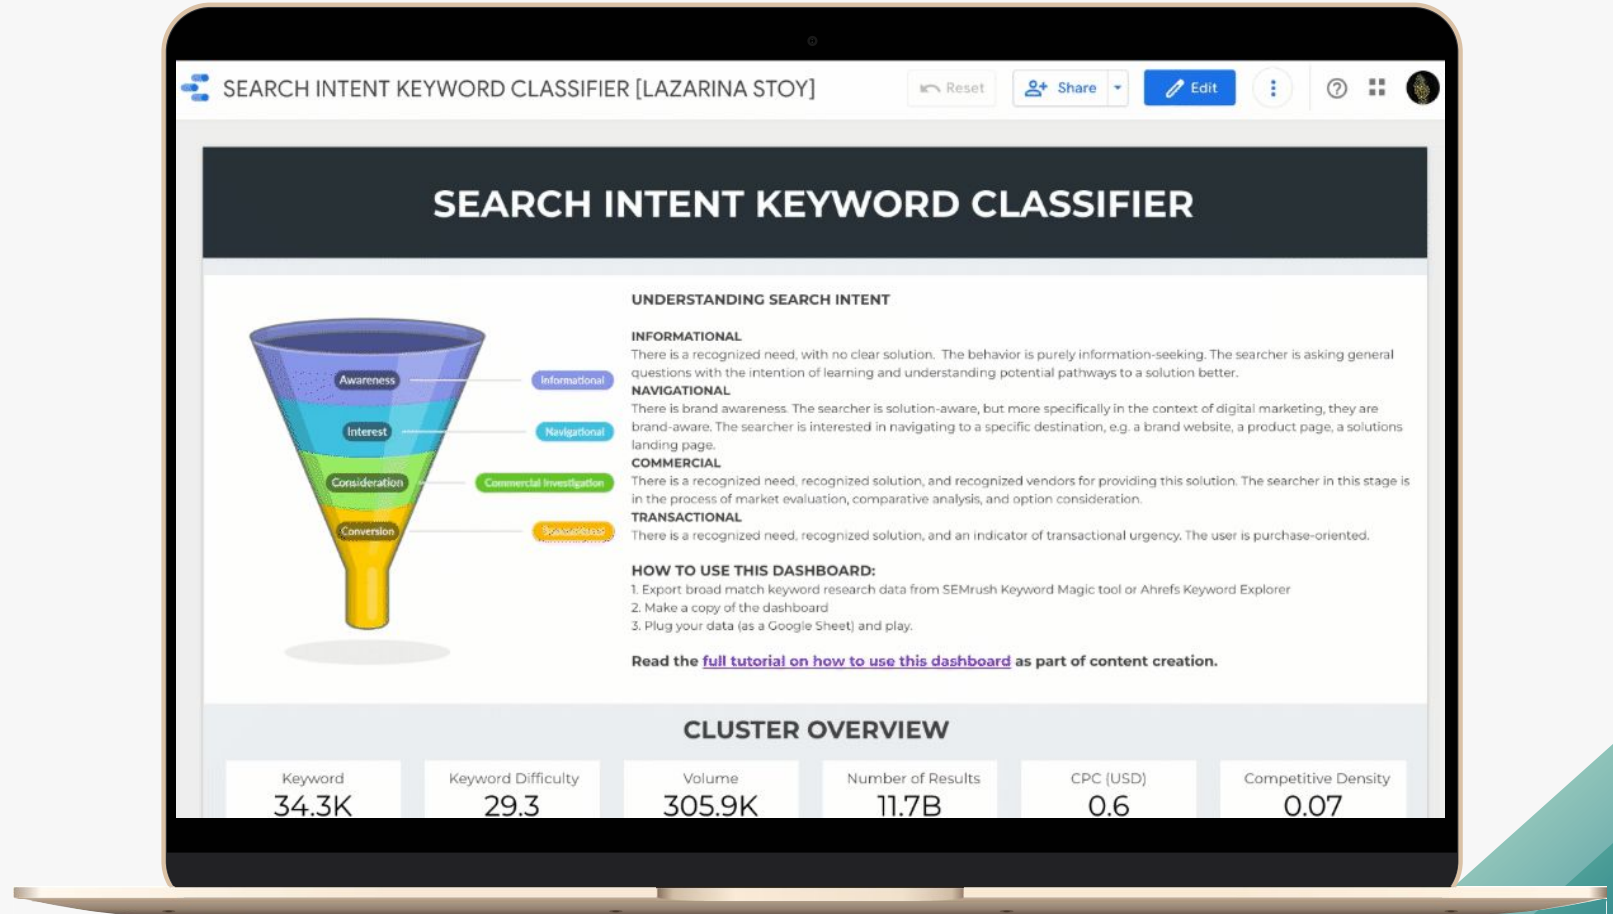 SEARCH INTENT KEYWORD CLASSIFIER [LAZARINA STOY]
Reset
Share
Edit
SEARCH INTENT KEYWORD CLASSIFIER
Awareness
Informational
Interest
Navigational
Consideration
Commercial Investigation
Conversion
UNDERSTANDING SEARCH INTENT
INFORMATIONAL
There is a recognized need, with no clear solution. The behavior is purely information-seeking. The searcher is asking general
questions with the intention of learning and understanding potential pathways to a solution better.
NAVIGATIONAL
There is brand awareness. The searcher is solution-aware, but more specifically in the context of digital marketing, they are
brand-aware. The searcher is interested in navigating to a specific destination, e.g. a brand website, a product page, a solutions
landing page.
COMMERCIAL
There is a recognized need, recognized solution, and recognized vendors for providing this solution. The searcher in this stage is
in the process of market evaluation, comparative analysis, and option consideration.
TRANSACTIONAL
There is a recognized need, recognized solution, and an indicator of transactional urgency. The user is purchase-oriented.
HOW TO USE THIS DASHBOARD:
1. Export broad match keyword research data from SEMrush Keyword Magic tool or Ahrefs Keyword Explorer
2. Make a copy of the dashboard
3. Plug your data (as a Google Sheet) and play.
Read the full tutorial on how to use this dashboard as part of content creation.
CLUSTER OVERVIEW
Keyword
34.3K
Keyword Difficulty
29.3
Volume
305.9K
Number of Results
11.7B
CPC (USD)
0.6
Competitive Density
0.07